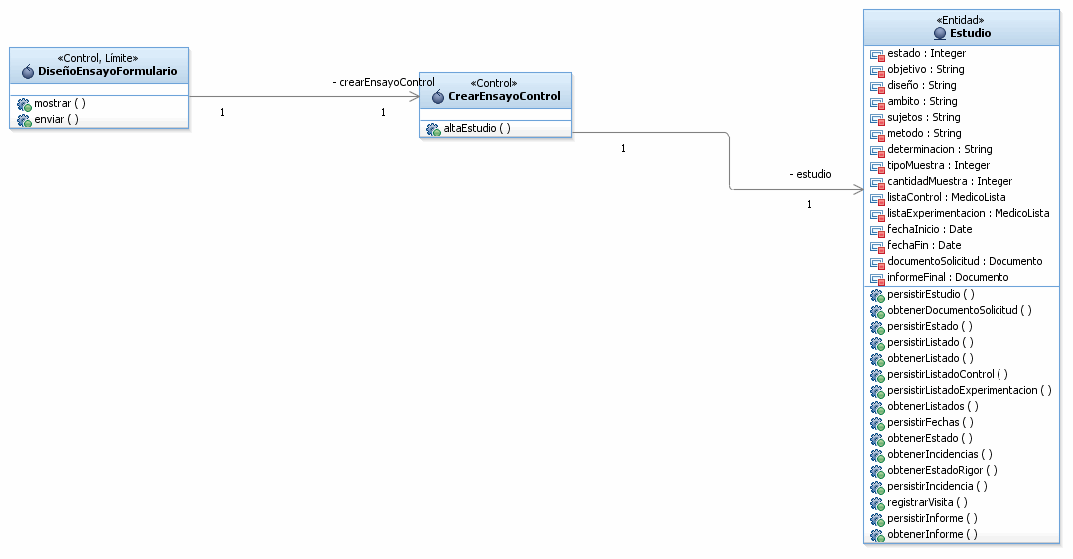 «Control, Límite»
DiseñoEnsayoFormulario
mostrar ( )
enviar ( )
1
- crearEnsayoControl
1
«Control»
CrearEnsayoControl
altaEstudio ( )
1
- estudio
1
«Entidad»
Estudio
estado : Integer
objetivo : String
diseño : String
ambito : String
sujetos : String
metodo : String
determinacion : String
tipoMuestra : Integer
cantidadMuestra : Integer
listaControl : MedicoLista
listaExperimentacion : MedicoLista
fechaInicio : Date
fechaFin : Date
documentoSolicitud : Documento
informeFinal : Documento
persistirEstudio ( )
obtenerDocumentoSolicitud ( )
persistirEstado ( )
persistirListado ( )
obtenerListado ( )
persistirListadoControl ( )
persistirListadoExperimentacion ( )
obtenerListados ( )
persistirFechas ( )
obtenerEstado ( )
obtenerIncidencias ( )
obtenerEstadoRigor ( )
persistirIncidencia ( )
registrarVisita ( )
persistirInforme ( )
obtenerInforme ( )